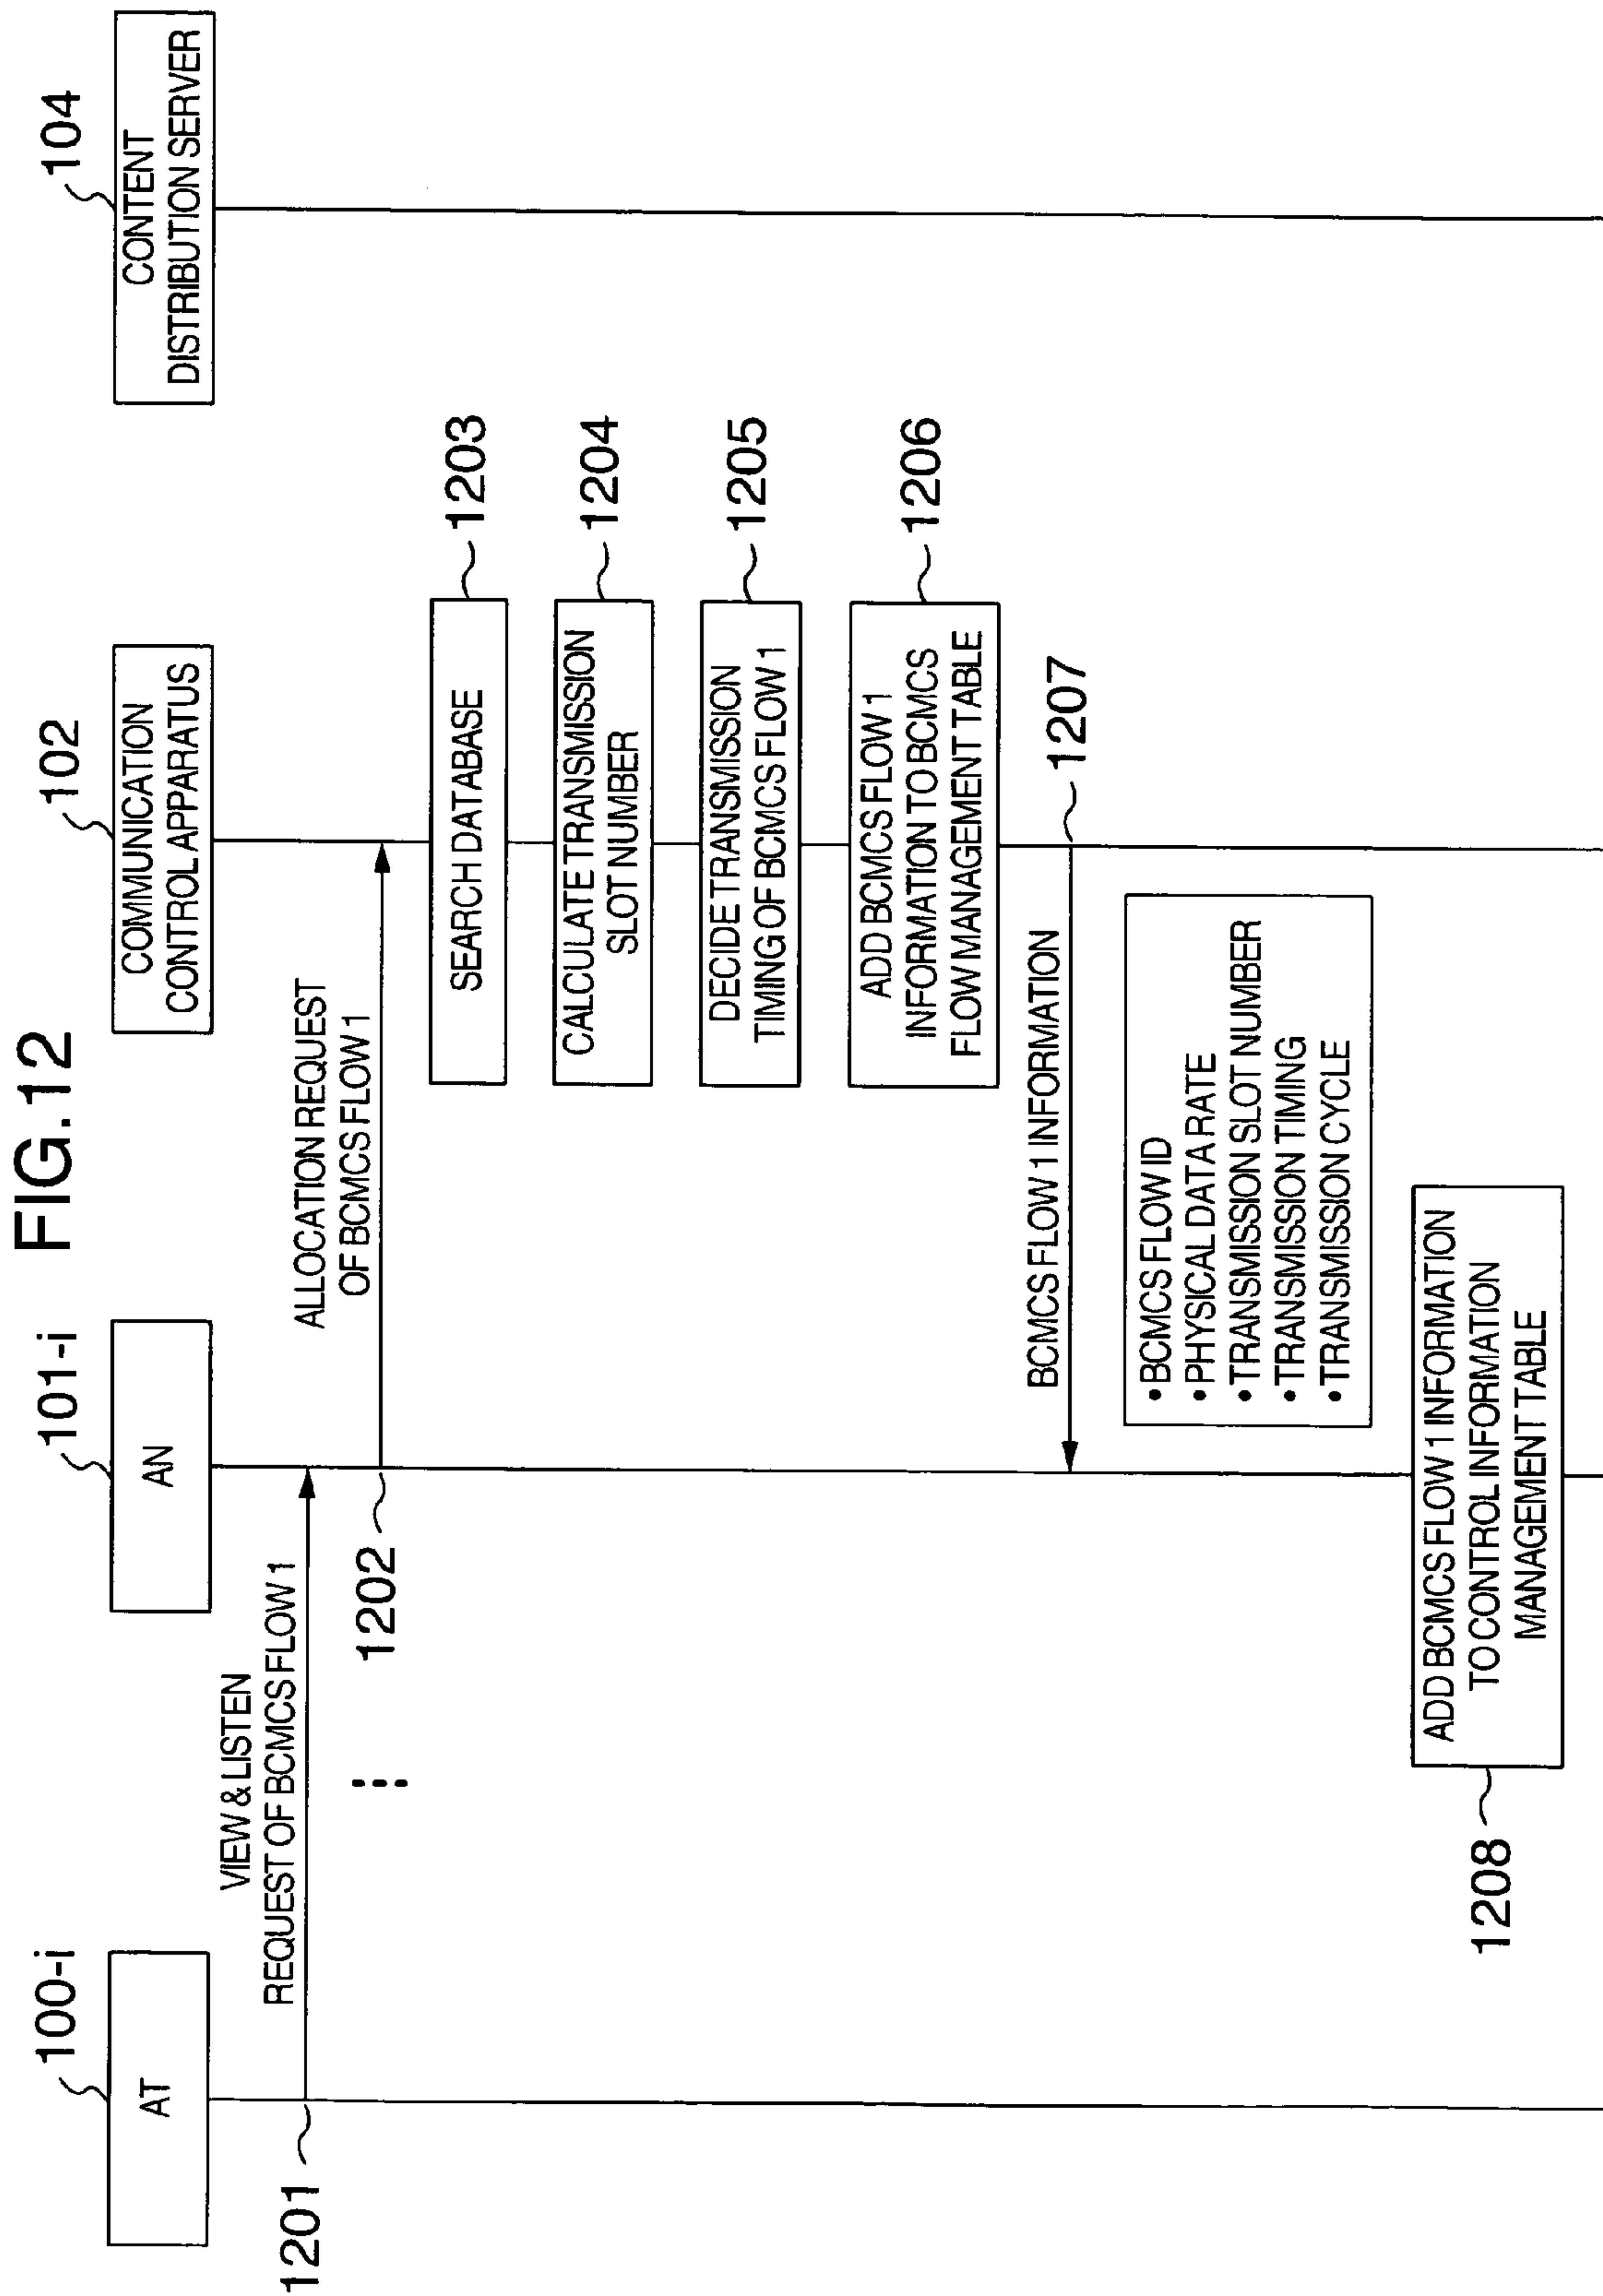 FIG.12
100-i
AT
101-i
AN
102
COMMUNICATION
CONTROL APPARATUS
104
CONTENT
DISTRIBUTION SERVER
1201
VIEW & LISTEN
REQUEST OF BCMCS FLOW 1
1202
ALLOCATION REQUEST
OF BCMCS FLOW 1
SEARCH DATABASE
1203
CALCULATE TRANSMISSION
SLOT NUMBER
1204
DECIDE TRANSMISSION
TIMING OF BCMCS FLOW 1
1205
ADD BCMCS FLOW 1
INFORMATION TO BCMCS
FLOW MANAGEMENT TABLE
1206
BCMCS FLOW 1 INFORMATION
1207
• BCMCS FLOW ID
• PHYSICAL DATA RATE
• TRANSMISSION SLOT NUMBER
• TRANSMISSION TIMING
• TRANSMISSION CYCLE
1208
ADD BCMCS FLOW 1 INFORMATION
TO CONTROL INFORMATION
MANAGEMENT TABLE